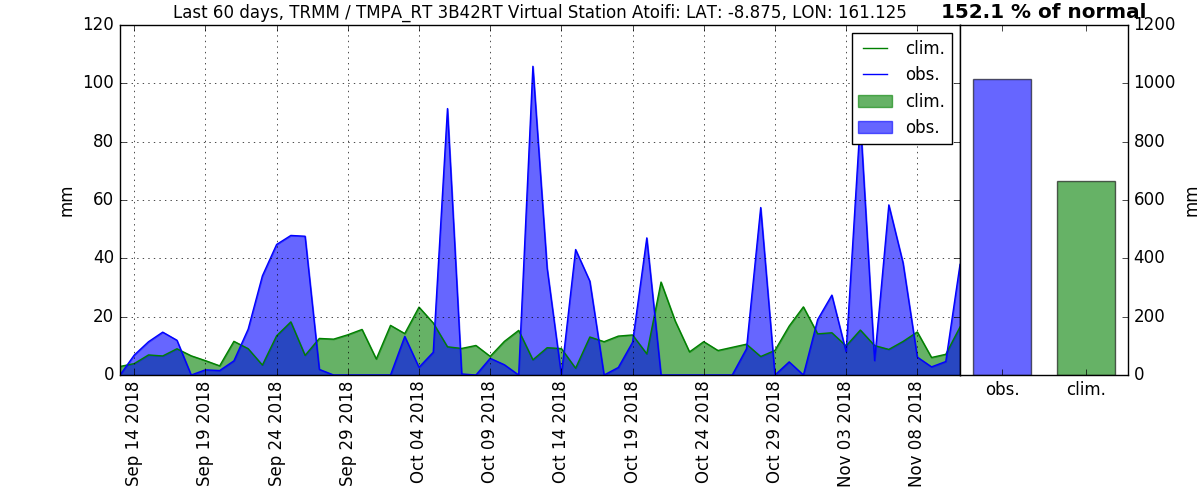 Last 60 days, TRMM / TMPA_RT 3B42RT Virtual Station Atoifi: LAT: -8.875, LON: 161.125
152.1 % of normal
120
100
80
60
40
20
0
mm
clim.
obs.
clim.
obs.
1200
1000
800
600
400
200
0
mm
Sep 14 2018
Sep 19 2018
Sep 24 2018
Sep 29 2018
Oct 04 2018
Oct 09 2018
Oct 14 2018
Oct 19 2018
Oct 24 2018
Oct 29 2018
Nov 03 2018
Nov 08 2018
obs.
clim.